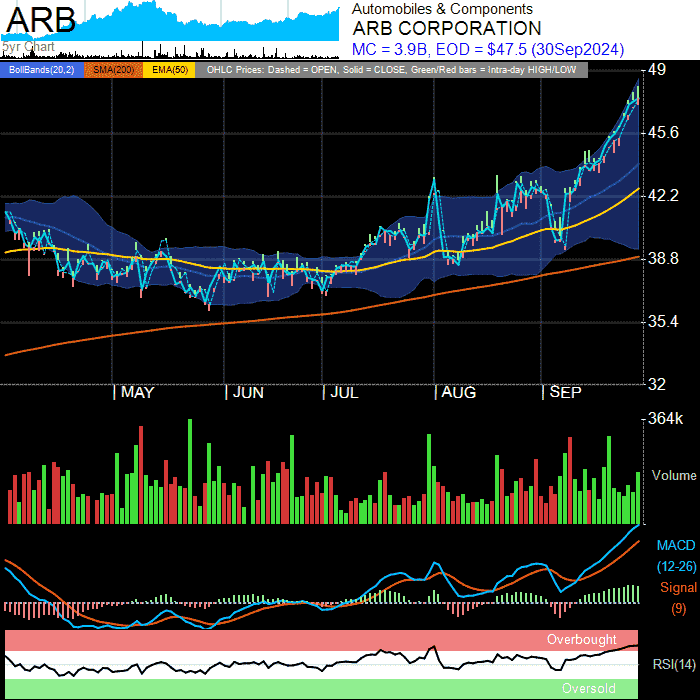 ARB
5yr Chart
Automobiles & Components
ARB CORPORATION
MC = 3.9B, EOD = $47.5 (30Sep2024)
BollBands(20,2) SMA(200) EMA(50) OHLC Prices: Dashed = OPEN, Solid = CLOSE, Green/Red bars = Intra-day HIGH/LOW
49
45.6
42.2
38.8
35.4
32
MAY JUN JUL AUG SEP
364k
Volume
MACD
(12-26)
Signal
(9)
Overbought
RSI(14)
Oversold